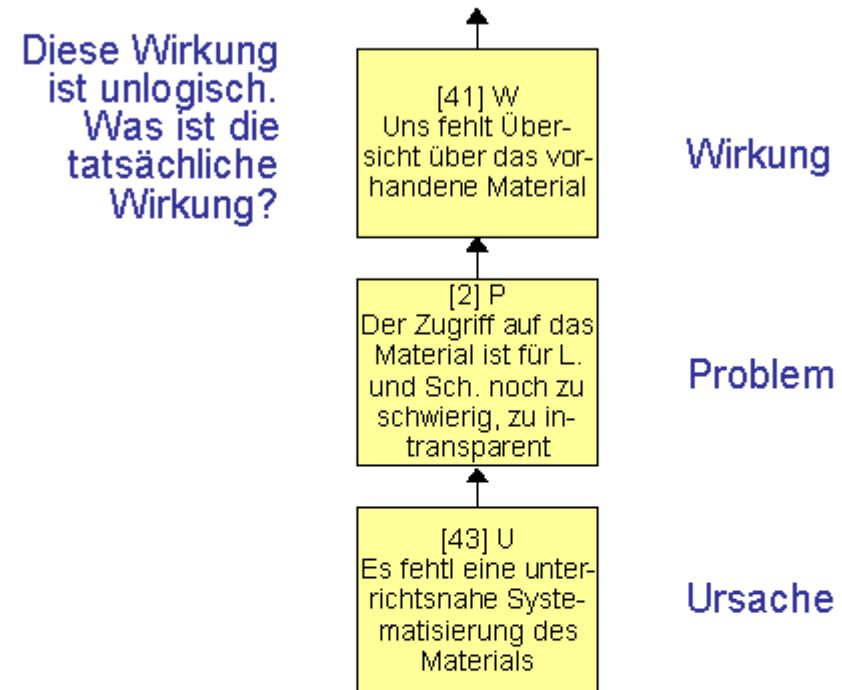 Diese Wirkung
ist unlogisch.
Was ist die
tatsächliche
Wirkung?
[41] W
Uns fehlt Über-
sicht über das vor-
handene Material
Wirkung
[2] P
Der Zugriff auf das
Material ist für L.
und Sch. noch zu
schwierig, zu in-
transparent
Problem
[43] U
Es fehtl eine unter-
richtsnahe Syste-
matisierung des
Materials
Ursache